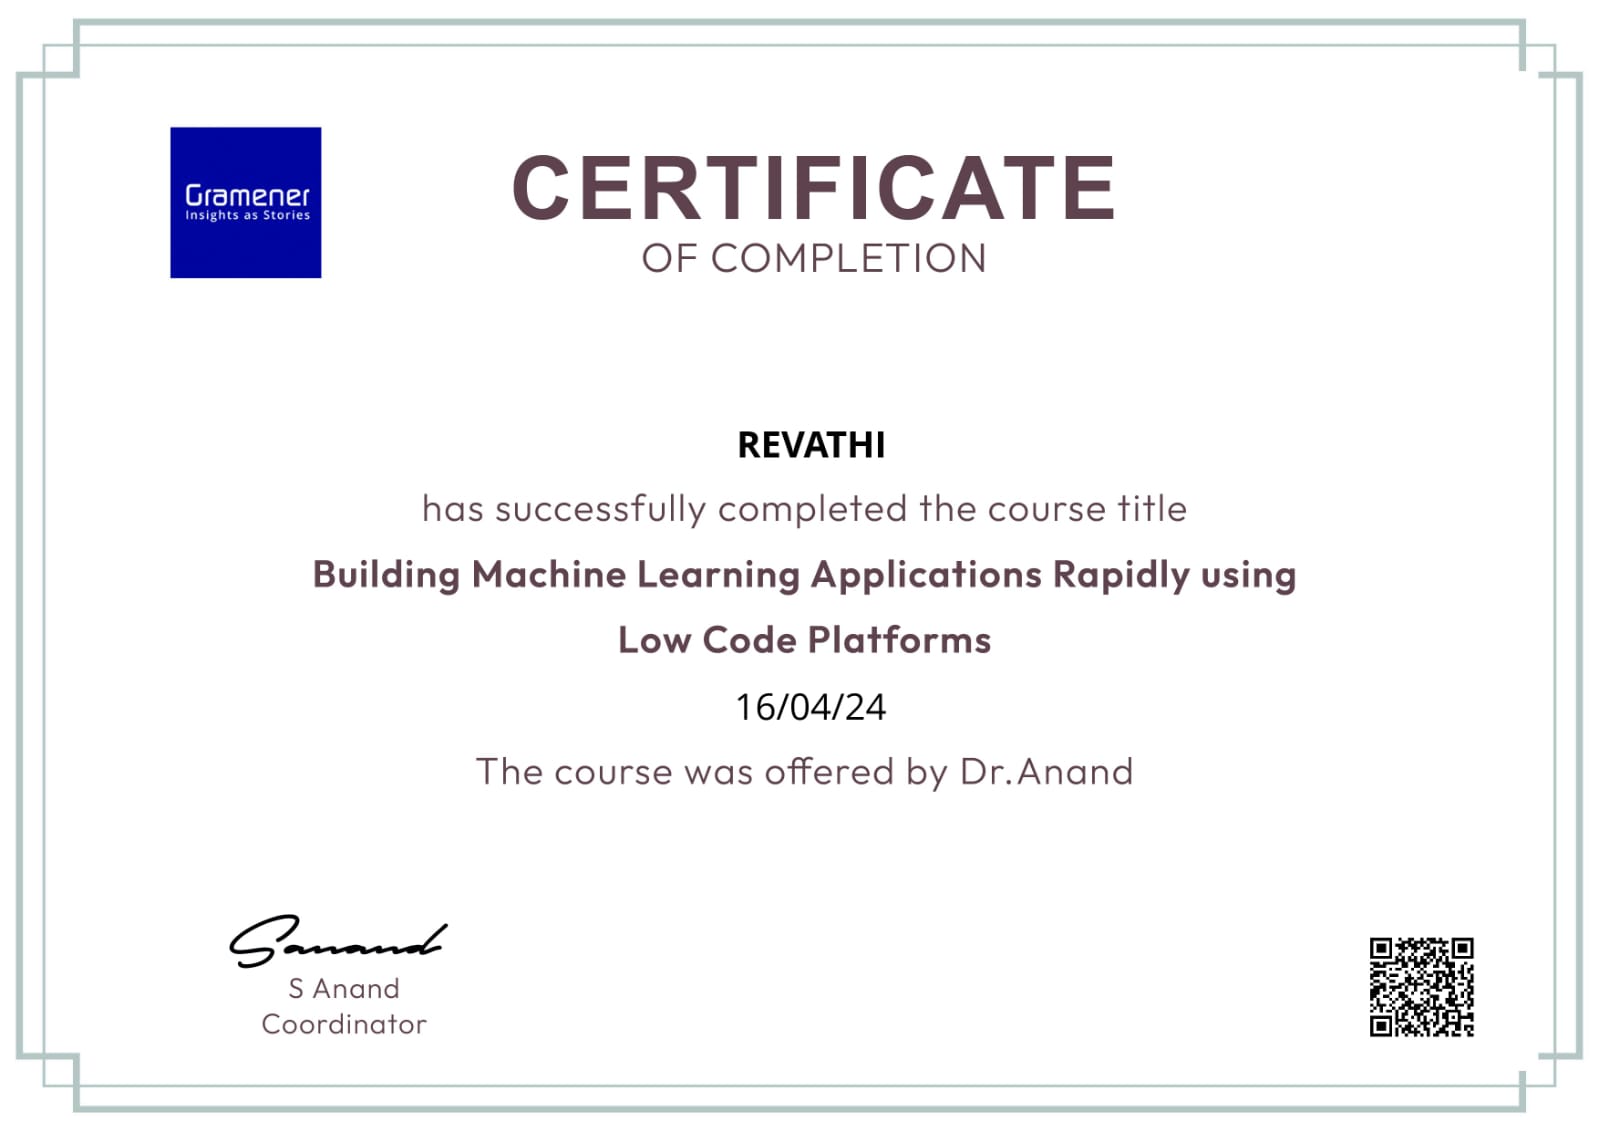 Gramener
Insights as Stories
CERTIFICATE
OF COMPLETION
REVATHI
has successfully completed the course title
Building Machine Learning Applications Rapidly using
Low Code Platforms
16/04/24
The course was offered by Dr.Anand
Sanand
S Anand
Coordinator